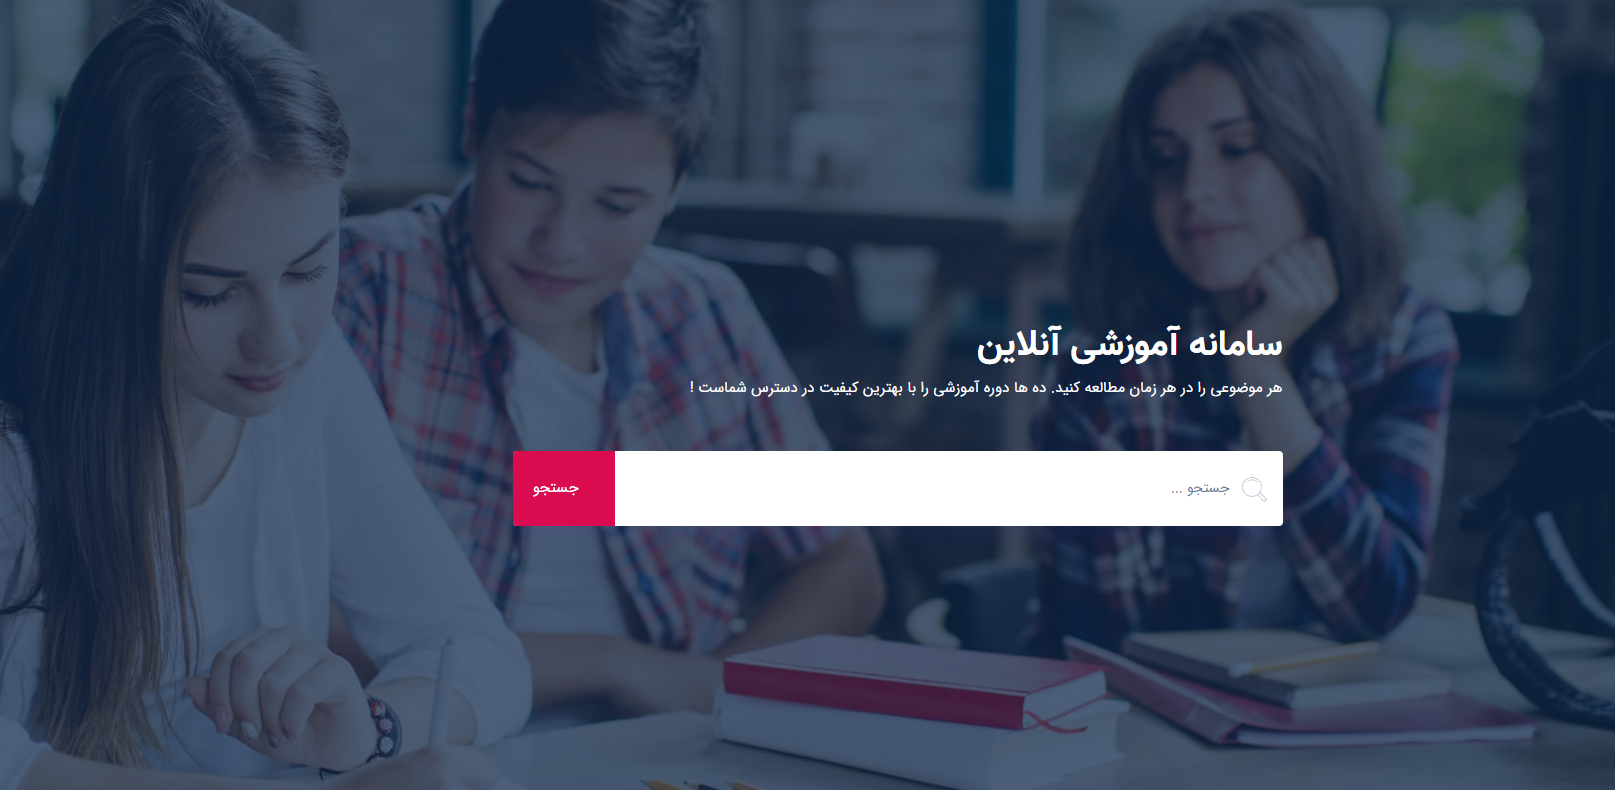 سامانه آموزشی آنلاین
هر موضوعی را در هر زمان مطالعه کنید. ده ها دوره آموزشی را با بهترین کیفیت در دسترس شماست !
جستجو ...
جستجو